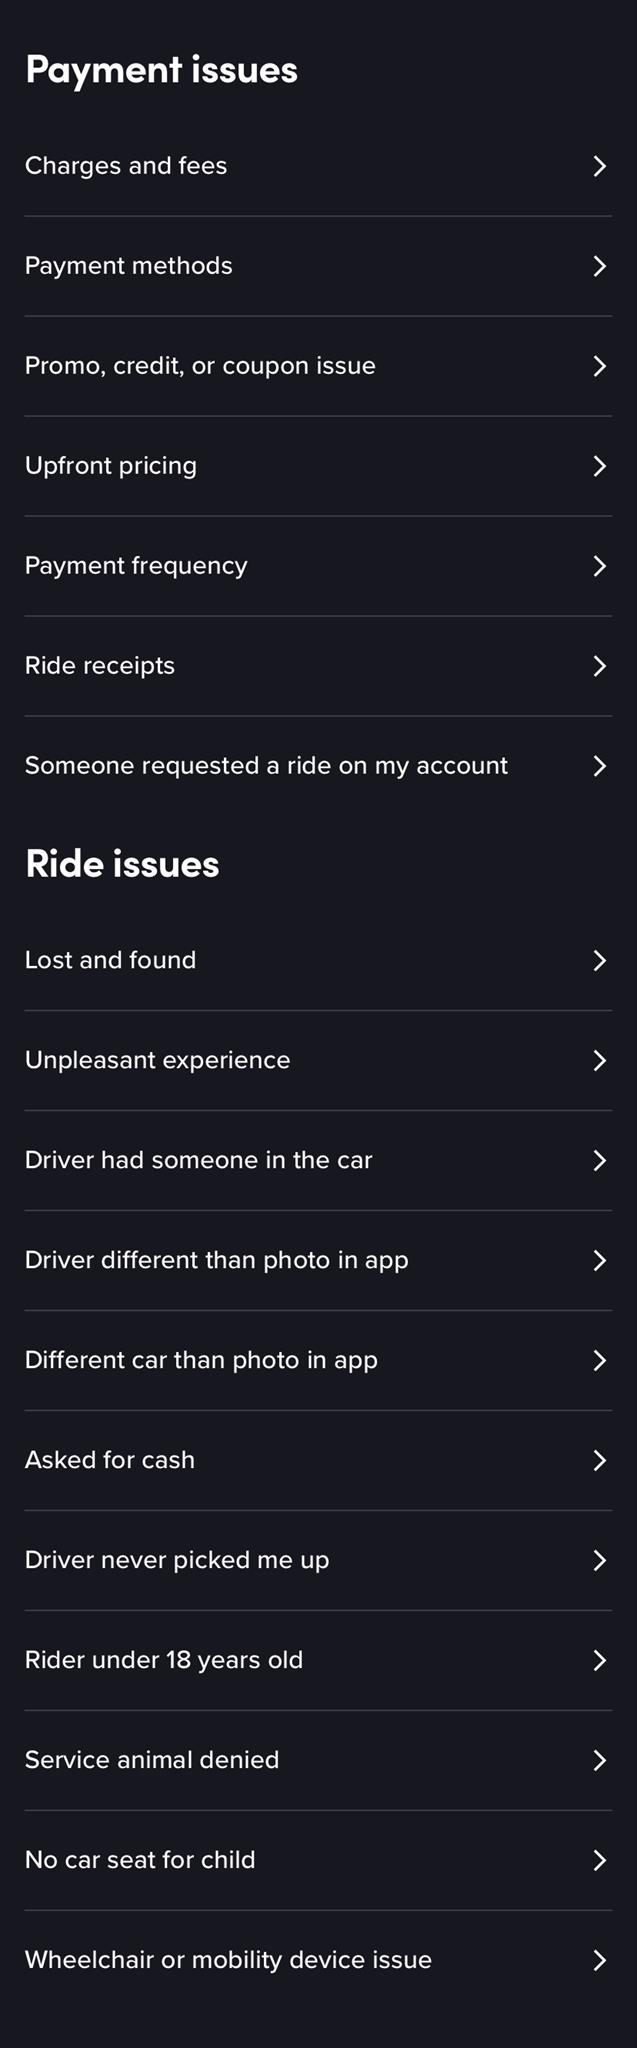 Payment issues
Charges and fees
Payment methods
Promo, credit, or coupon issue
Upfront pricing
Payment frequency
Ride receipts
Someone requested a ride on my account
Ride issues
Lost and found
Unpleasant experience
Driver had someone in the car
Driver different than photo in app
Different car than photo in app
Asked for cash
Driver never picked me up
Rider under 18 years old
Service animal denied
No car seat for child
Wheelchair or mobility device issue